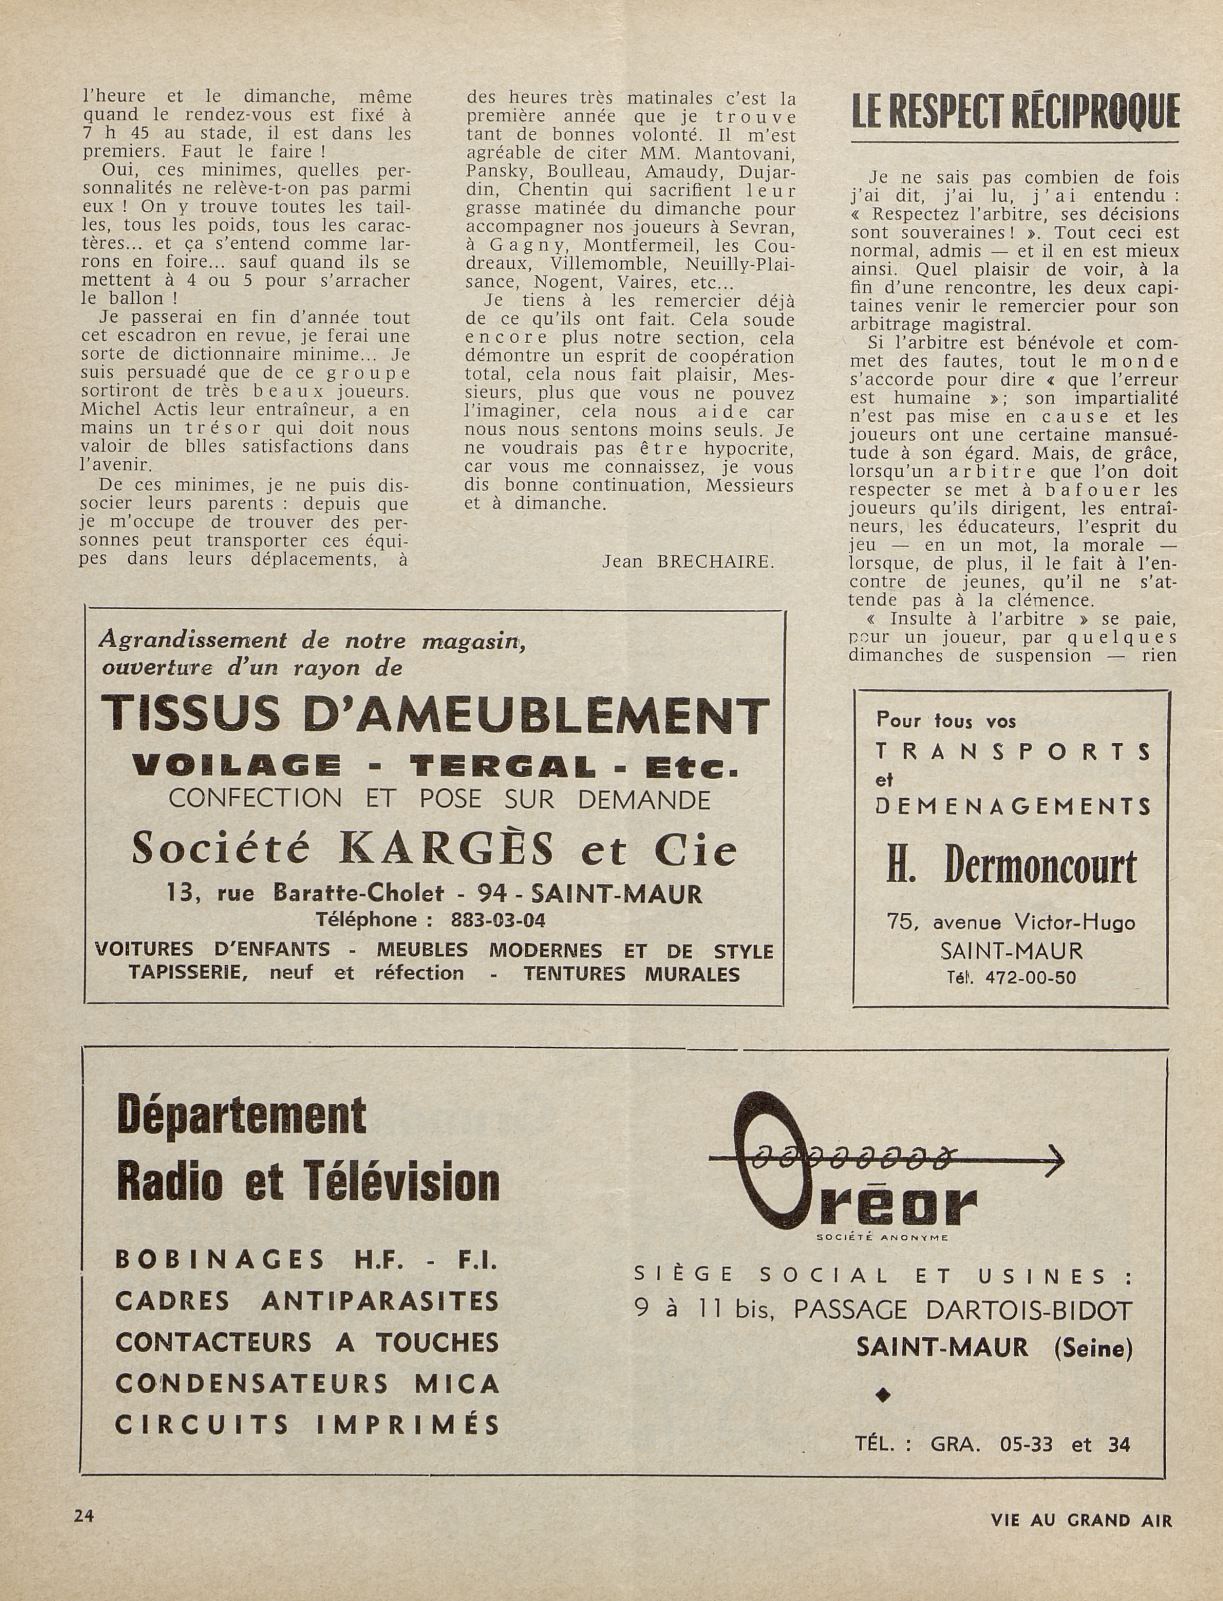 l'heure et le dimanche, même
quand le rendez-vous est fixé à
7 h 45 au stade, il est dans les
premiers. Faut le faire !
Oui, ces minimes, quelles per-
sonnalités ne relève-t-on pas parmi
eux ! On y trouve toutes les tail-
les, tous les poids, tous les carac-
tères... et ça s'entend comme lar-
rons en foire... sauf quand ils se
mettent à 4 ou 5 pour s'arracher
le ballon !
Je passerai en fin d'année tout
cet escadron en revue, je ferai une
sorte de dictionnaire minime... Je
suis persuadé que de ce groupe
sortiront de très beaux joueurs.
Michel Actis leur entraîneur, a en
mains un trésor qui doit nous
valoir de blles satisfactions dans
l'avenir.
De ces minimes, je ne puis dis-
socier leurs parents : depuis que
je m'occupe de trouver des per-
sonnes peut transporter ces équi-
pes dans leurs déplacements, à
des heures très matinales c'est la
première année que je trouve
tant de bonnes volonté. Il m'est
agréable de citer MM. Mantovani,
Pansky, Boulleau, Amaudy, Dujar-
din, Chentin qui sacrifient leur
grasse matinée du dimanche pour
accompagner nos joueurs à Sevran,
à Gagny, Montfermeil, les Cou-
dreaux, Villemomble, Neuilly-Plai-
sance, Nogent, Vaires, etc...
Je tiens à les remercier déjà
de ce qu'ils ont fait. Cela soude
encore plus notre section, cela
démontre un esprit de coopération
total, cela nous fait plaisir, Mes-
sieurs, plus que vous ne pouvez
l'imaginer, cela nous aide car
nous nous sentons moins seuls. Je
ne voudrais pas être hypocrite,
car vous me connaissez, je vous
dis bonne continuation, Messieurs
et à dimanche.
Jean BRECHAIRE.
LE RESPECT RÉCIPROQUE
Je ne sais pas combien de fois
j'ai dit, j'ai lu, j'ai entendu :
« Respectez l'arbitre, ses décisions
sont souveraines ! ». Tout ceci est
normal, admis — et il en est mieux
ainsi. Quel plaisir de voir, à la
fin d'une rencontre, les deux capi-
taines venir le remercier pour son
arbitrage magistral.
Si l'arbitre est bénévole et com-
met des fautes, tout le monde
s'accorde pour dire « que l'erreur
est humaine »; son impartialité
n'est pas mise en cause et les
joueurs ont une certaine mansué-
tude à son égard. Mais, de grâce,
lorsqu'un arbitre que l'on doit
respecter se met à bafouer les
joueurs qu'ils dirigent, les entraî-
neurs, les éducateurs, l'esprit du
jeu — en un mot, la morale —
lorsque, de plus, il le fait à l'en-
contre de jeunes, qu'il ne s'at-
tende pas à la clémence.
« Insulte à l'arbitre » se paie,
pour un joueur, par quelques
dimanches de suspension — rien
Agrandissement de notre magasin,
ouverture d'un rayon de
TISSUS D'AMEUBLEMENT
VOILAGE - TERGAL - Etc.
CONFECTION ET POSE SUR DEMANDE
Société KARGÈS et Cie
13, rue Baratte-Cholet - 94 - SAINT-MAUR
Téléphone : 883-03-04
VOITURES D'ENFANTS - MEUBLES MODERNES ET DE STYLE
TAPISSERIE, neuf et réfection - TENTURES MURALES
Pour tous vos
TRANSPORTS
et
DEMENAGEMENTS
H. Dermoncourt
75, avenue Victor-Hugo
SAINT-MAUR
Tél. 472-00-50
Département
Radio et Télévision
BOBINAGES H.F. - F.I.
CADRES ANTIPARASITES
CONTACTEURS A TOUCHES
CONDENSATEURS MICA
CIRCUITS IMPRIMÉS
Oréor
SOCIÉTÉ ANONYME
SIÈGE SOCIAL ET USINES :
9 à 11 bis, PASSAGE DARTOIS-BIDOT
SAINT-MAUR (Seine)
TÉL. : GRA. 05-33 et 34
24
VIE AU GRAND AIR